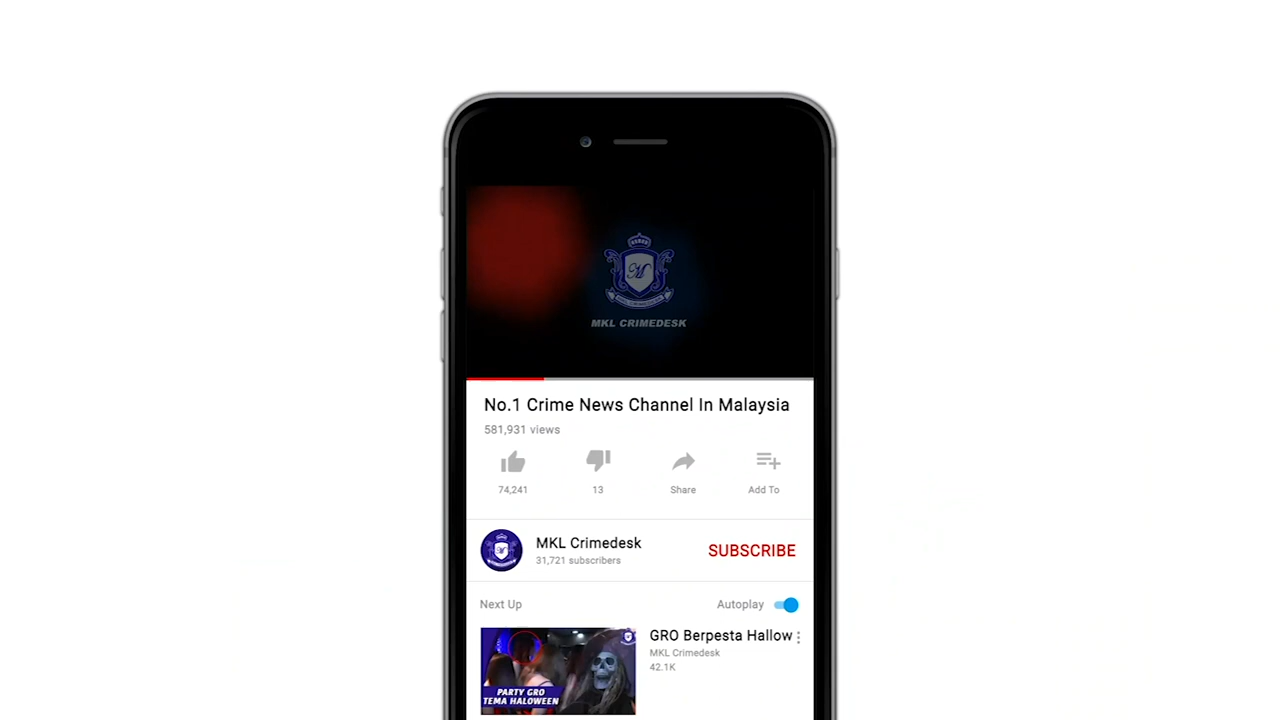 MKL CRIMEDESK
MKL CRIMEDESK
No.1 Crime News Channel In Malaysia
581,931 views
74,241
13
Share
Add To
MKL Crimedesk
31,721 subscribers
SUBSCRIBE
Next Up
Autoplay
PARTY GRO
TEMA HALOWEEN
GRO Berpesta Hallow
MKL Crimedesk
42.1K